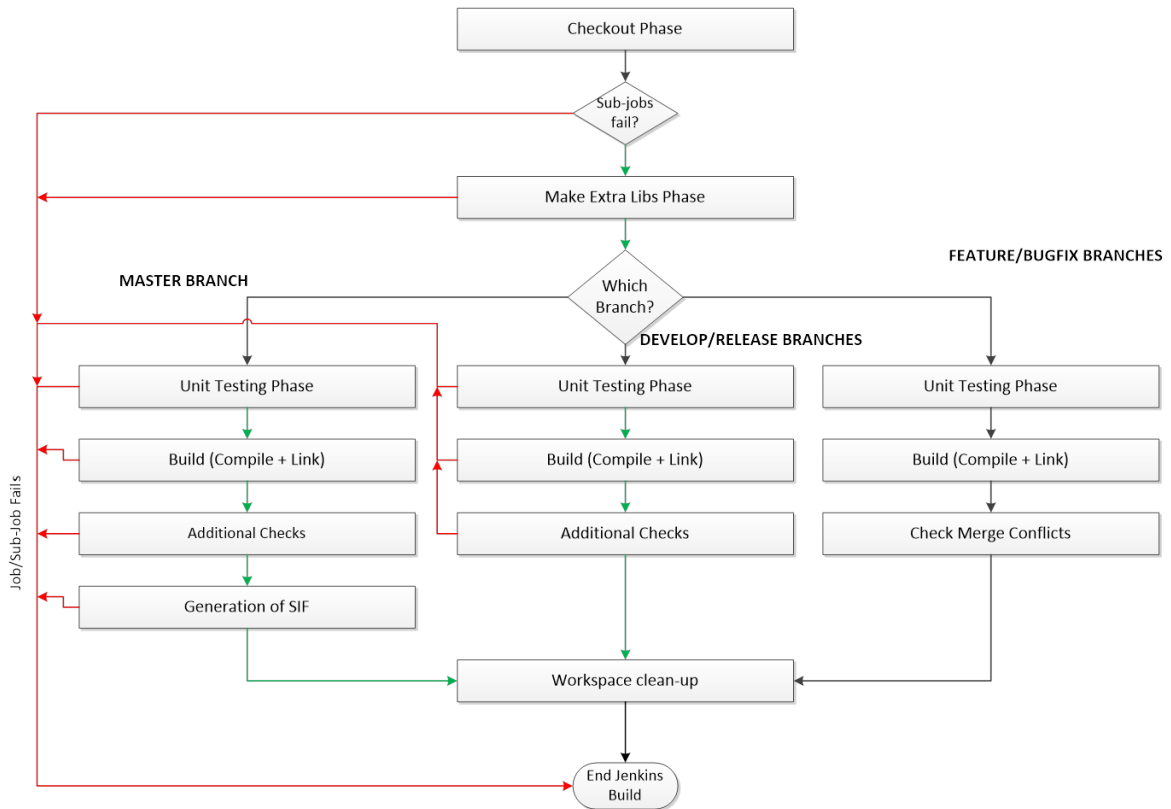 Checkout Phase
Sub-jobs
fail?
Make Extra Libs Phase
FEATURE/BUGFIX BRANCHES
MASTER BRANCH
Which
Branch?
DEVELOP/RELEASE BRANCHES
Unit Testing Phase
Unit Testing Phase
Unit Testing Phase
Build (Compile + Link)
Build (Compile + Link)
Build (Compile + Link)
Additional Checks
Additional Checks
Check Merge Conflicts
Job/Sub-Job Fails
Generation of SIF
Workspace clean-up
End Jenkins
Build